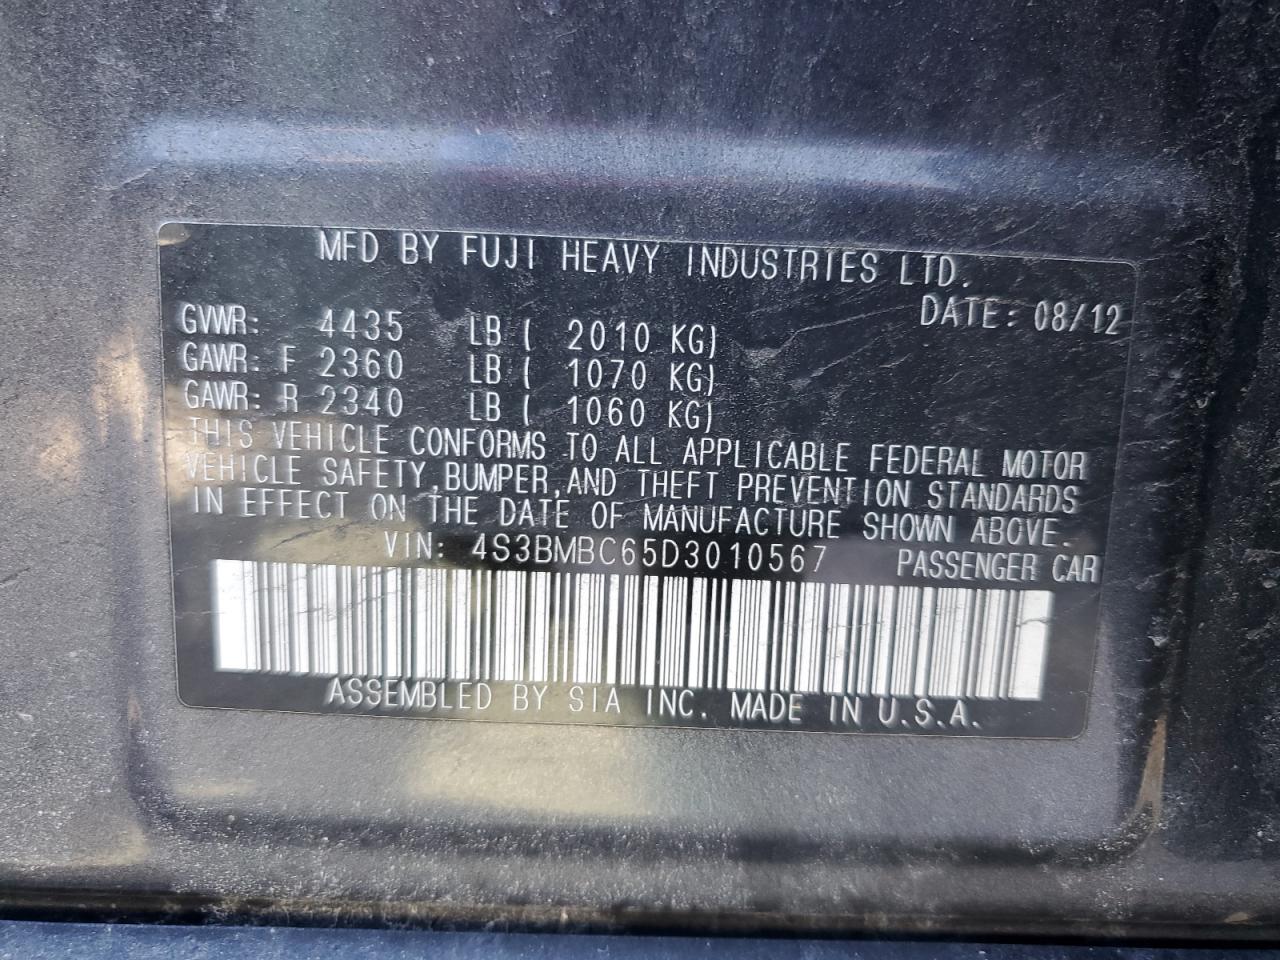 MFD BY FUJI HEAVY INDUSTRIES LTD.
DATE: 08/12
GVWR: 4435 LB ( 2010 KG)
GAWR: F 2360 LB ( 1070 KG)
GAWR: R 2340 LB ( 1060 KG)
THIS VEHICLE CONFORMS TO ALL APPLICABLE FEDERAL MOTOR
VEHICLE SAFETY,BUMPER,AND THEFT PREVENTION STANDARDS
IN EFFECT ON THE DATE OF MANUFACTURE SHOWN ABOVE.
VIN: 4S3BMBC65D3010567 PASSENGER CAR
ASSEMBLED BY SIA INC. MADE IN U.S.A.